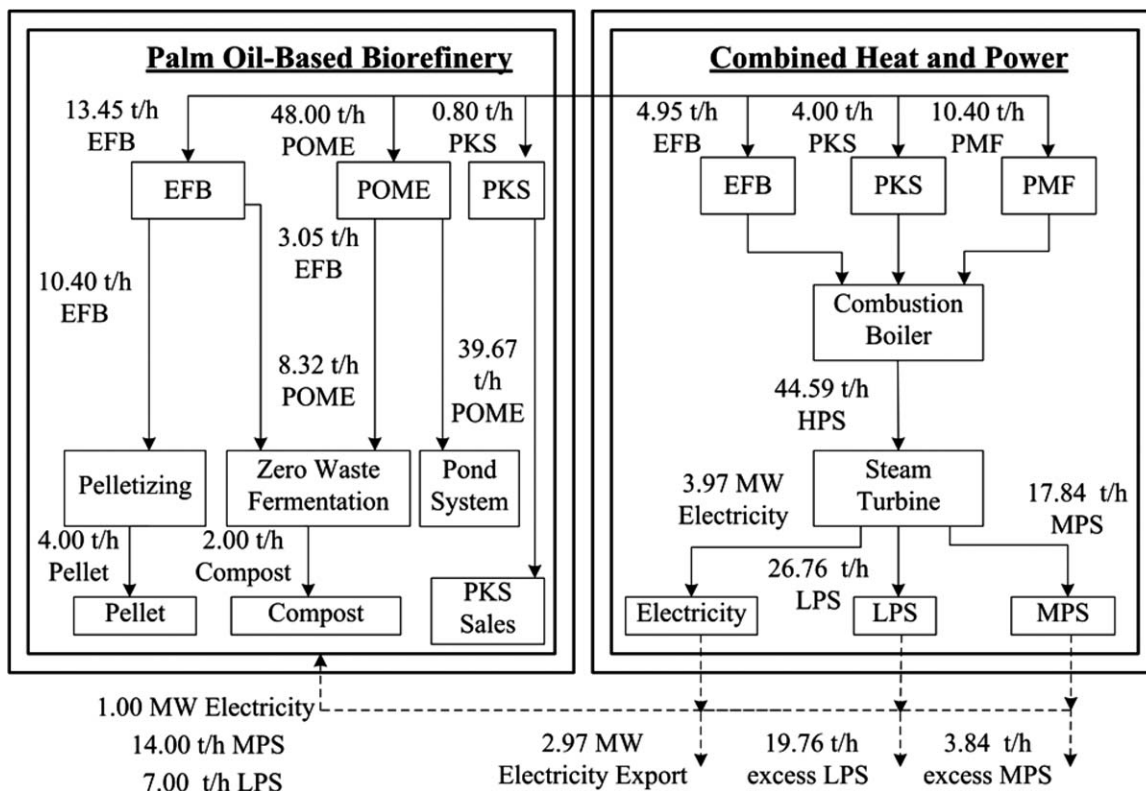 Palm Oil-Based Biorefinery
13.45 t/h
EFB
48.00 t/h
POME
0.80 t/h
PKS
EFB
POME
PKS
10.40 t/h
EFB
3.05 t/h
EFB
8.32 t/h
POME
39.67
t/h
POME
Pelletizing
Zero Waste
Fermentation
Pond
System
4.00 t/h
Pellet
2.00 t/h
Compost
Pellet
Compost
PKS
Sales
Combined Heat and Power
4.95 t/h
EFB
4.00 t/h
PKS
10.40 t/h
PMF
EFB
PKS
PMF
Combustion
Boiler
44.59 t/h
HPS
Steam
Turbine
3.97 MW
Electricity
26.76 t/h
LPS
17.84 t/h
MPS
Electricity
LPS
MPS
1.00 MW Electricity
14.00 t/h MPS
7.00 t/h LPS
2.97 MW
Electricity Export
19.76 t/h
excess LPS
3.84 t/h
excess MPS